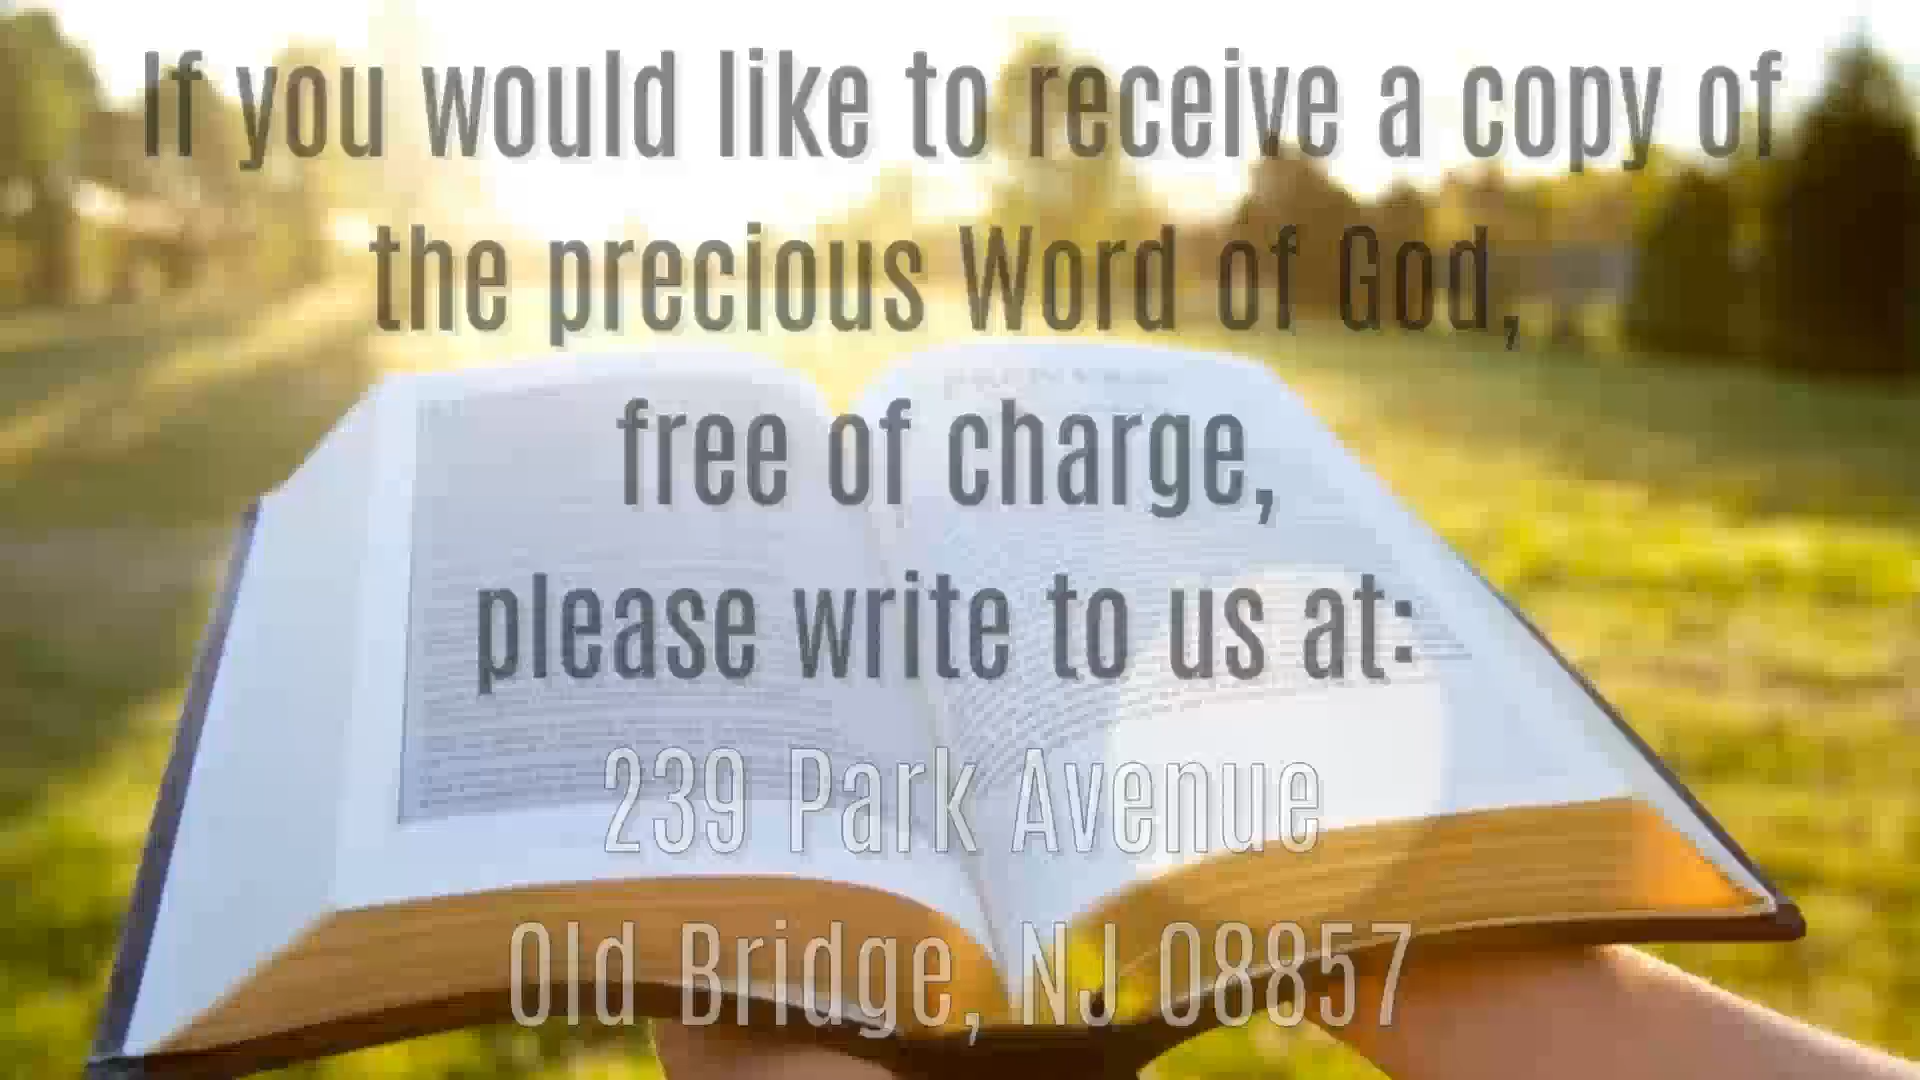 If you would like to receive a copy of
the precious Word of God,
free of charge,
please write to us at:
239 Park Avenue
Old Bridge, NJ 08857